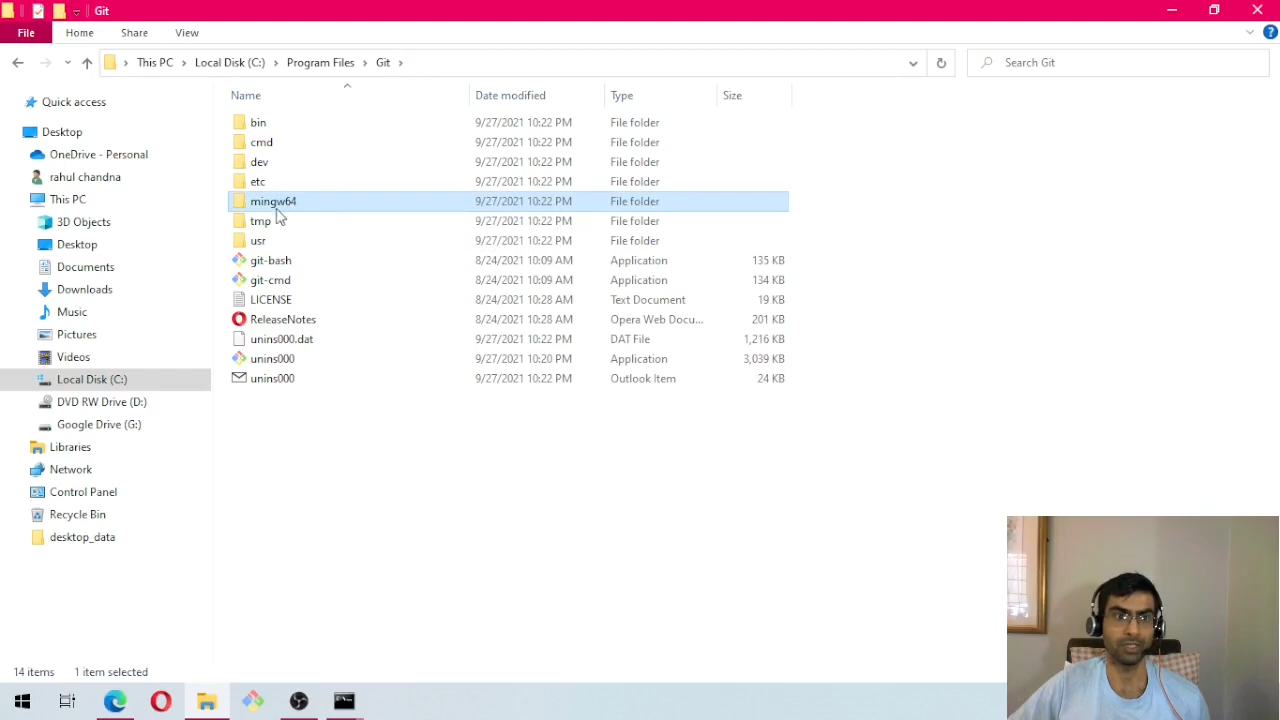 Git
File Home Share View
This PC Local Disk (C:) Program Files Git Search Git
Name Date modified Type Size
Quick access
Desktop
OneDrive - Personal
rahul chandna
This PC
3D Objects
Desktop
Documents
Downloads
Music
Pictures
Videos
Local Disk (C:)
DVD RW Drive (D:)
Google Drive (G:)
Libraries
Network
Control Panel
Recycle Bin
desktop_data
bin 9/27/2021 10:22 PM File folder
cmd 9/27/2021 10:22 PM File folder
dev 9/27/2021 10:22 PM File folder
etc 9/27/2021 10:22 PM File folder
mingw64 9/27/2021 10:22 PM File folder
tmp 9/27/2021 10:22 PM File folder
usr 9/27/2021 10:22 PM File folder
git-bash 8/24/2021 10:09 AM Application 135 KB
git-cmd 8/24/2021 10:09 AM Application 134 KB
LICENSE 8/24/2021 10:28 AM Text Document 19 KB
ReleaseNotes 8/24/2021 10:28 AM Opera Web Docu... 201 KB
unins000.dat 9/27/2021 10:22 PM DAT File 1,216 KB
unins000 9/27/2021 10:20 PM Application 3,039 KB
unins000 9/27/2021 10:22 PM Outlook Item 24 KB
14 items 1 item selected